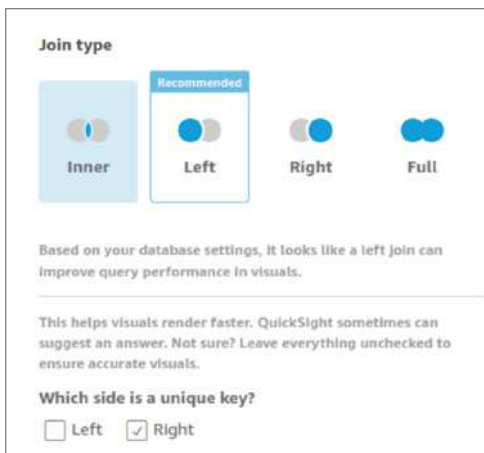 Join type
Recommended
Inner Left Right Full
Based on your database settings, it looks like a left join can
improve query performance in visuals.
This helps visuals render faster. QuickSight sometimes can
suggest an answer. Not sure? Leave everything unchecked to
ensure accurate visuals.
Which side is a unique key?
Left Right